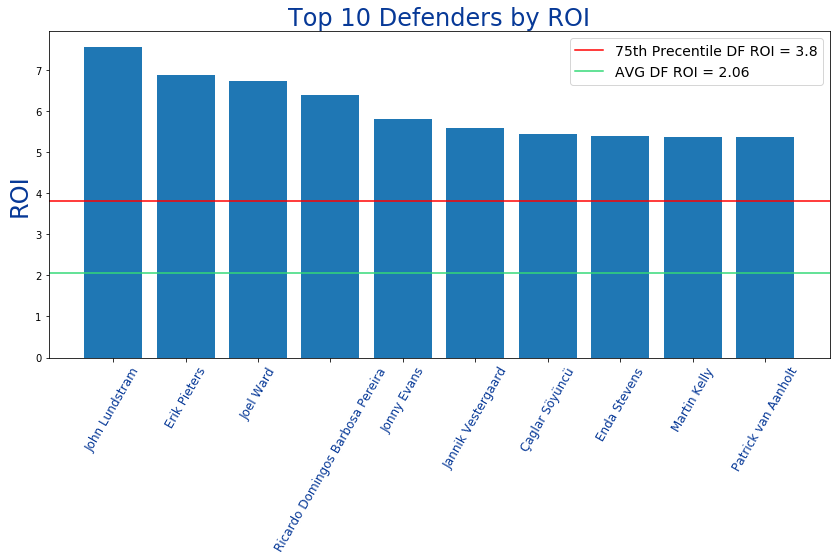 Top 10 Defenders by ROI
75th Precentile DF ROI = 3.8
AVG DF ROI = 2.06
ROI
7
6
5
4
3
2
1
0
John Lundstram
Erik Pieters
Joel Ward
Ricardo Domingos Barbosa Pereira
Jonny Evans
Jannik Vestergaard
Çaglar Söyüncü
Enda Stevens
Martin Kelly
Patrick van Aanholt